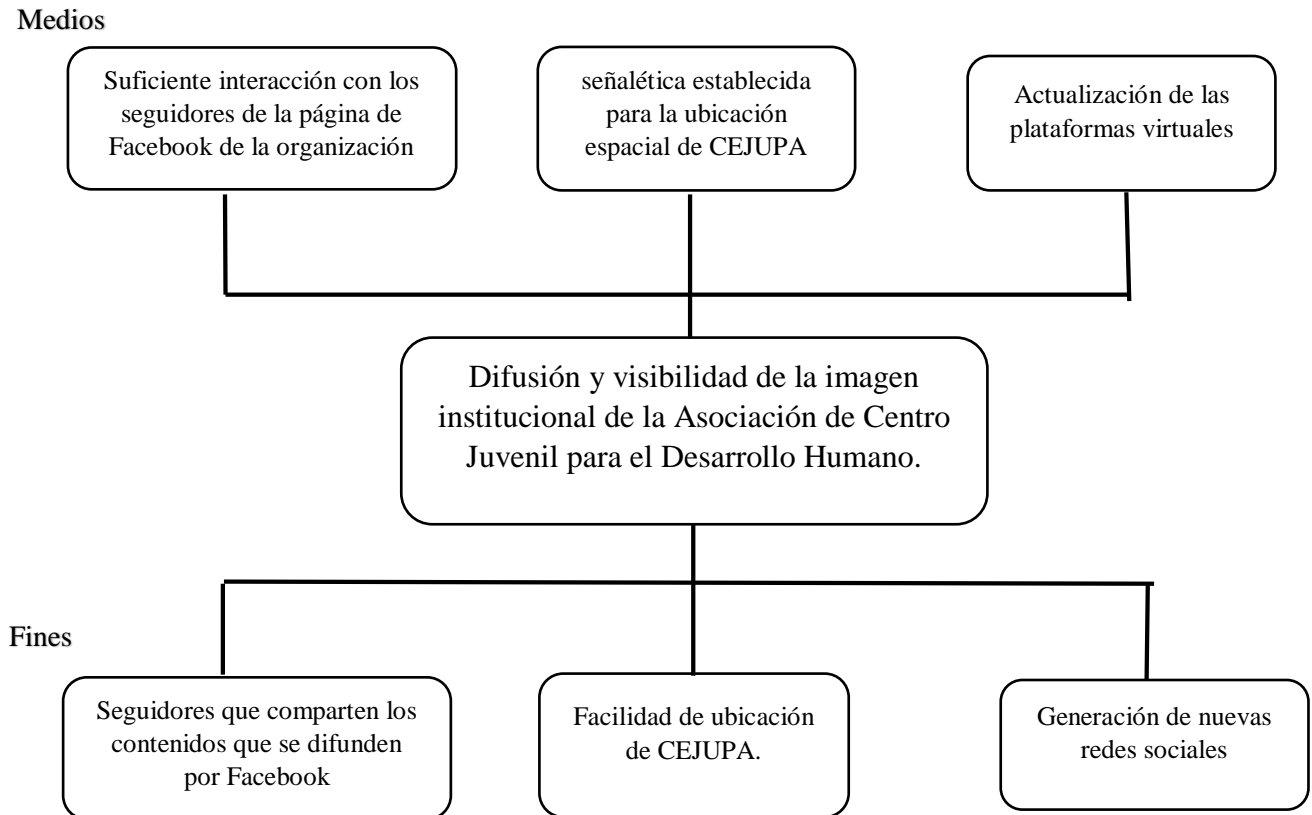 Medios
Suficiente interacción con los
seguidores de la página de
Facebook de la organización
señalética establecida
para la ubicación
espacial de CEJUPA
Actualización de las
plataformas virtuales
Difusión y visibilidad de la imagen
institucional de la Asociación de Centro
Juvenil para el Desarrollo Humano.
Fines
Seguidores que comparten los
contenidos que se difunden
por Facebook
Facilidad de ubicación
de CEJUPA.
Generación de nuevas
redes sociales